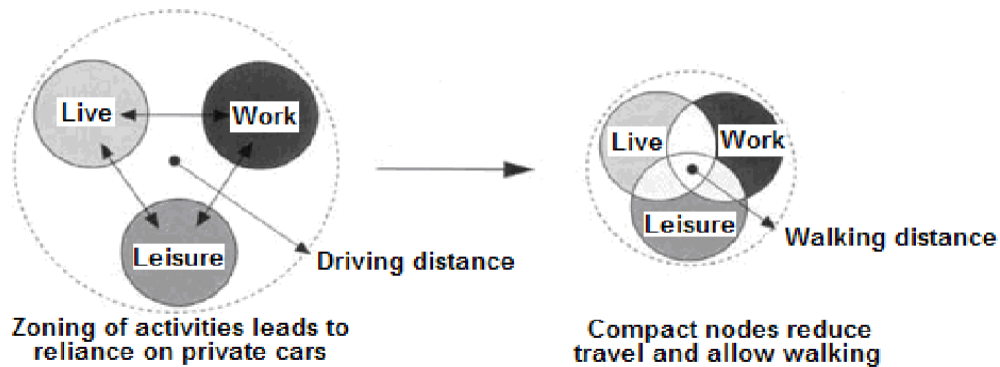 Live
Work
Leisure
Driving distance
Zoning of activities leads to
reliance on private cars
Live
Work
Leisure
Walking distance
Compact nodes reduce
travel and allow walking